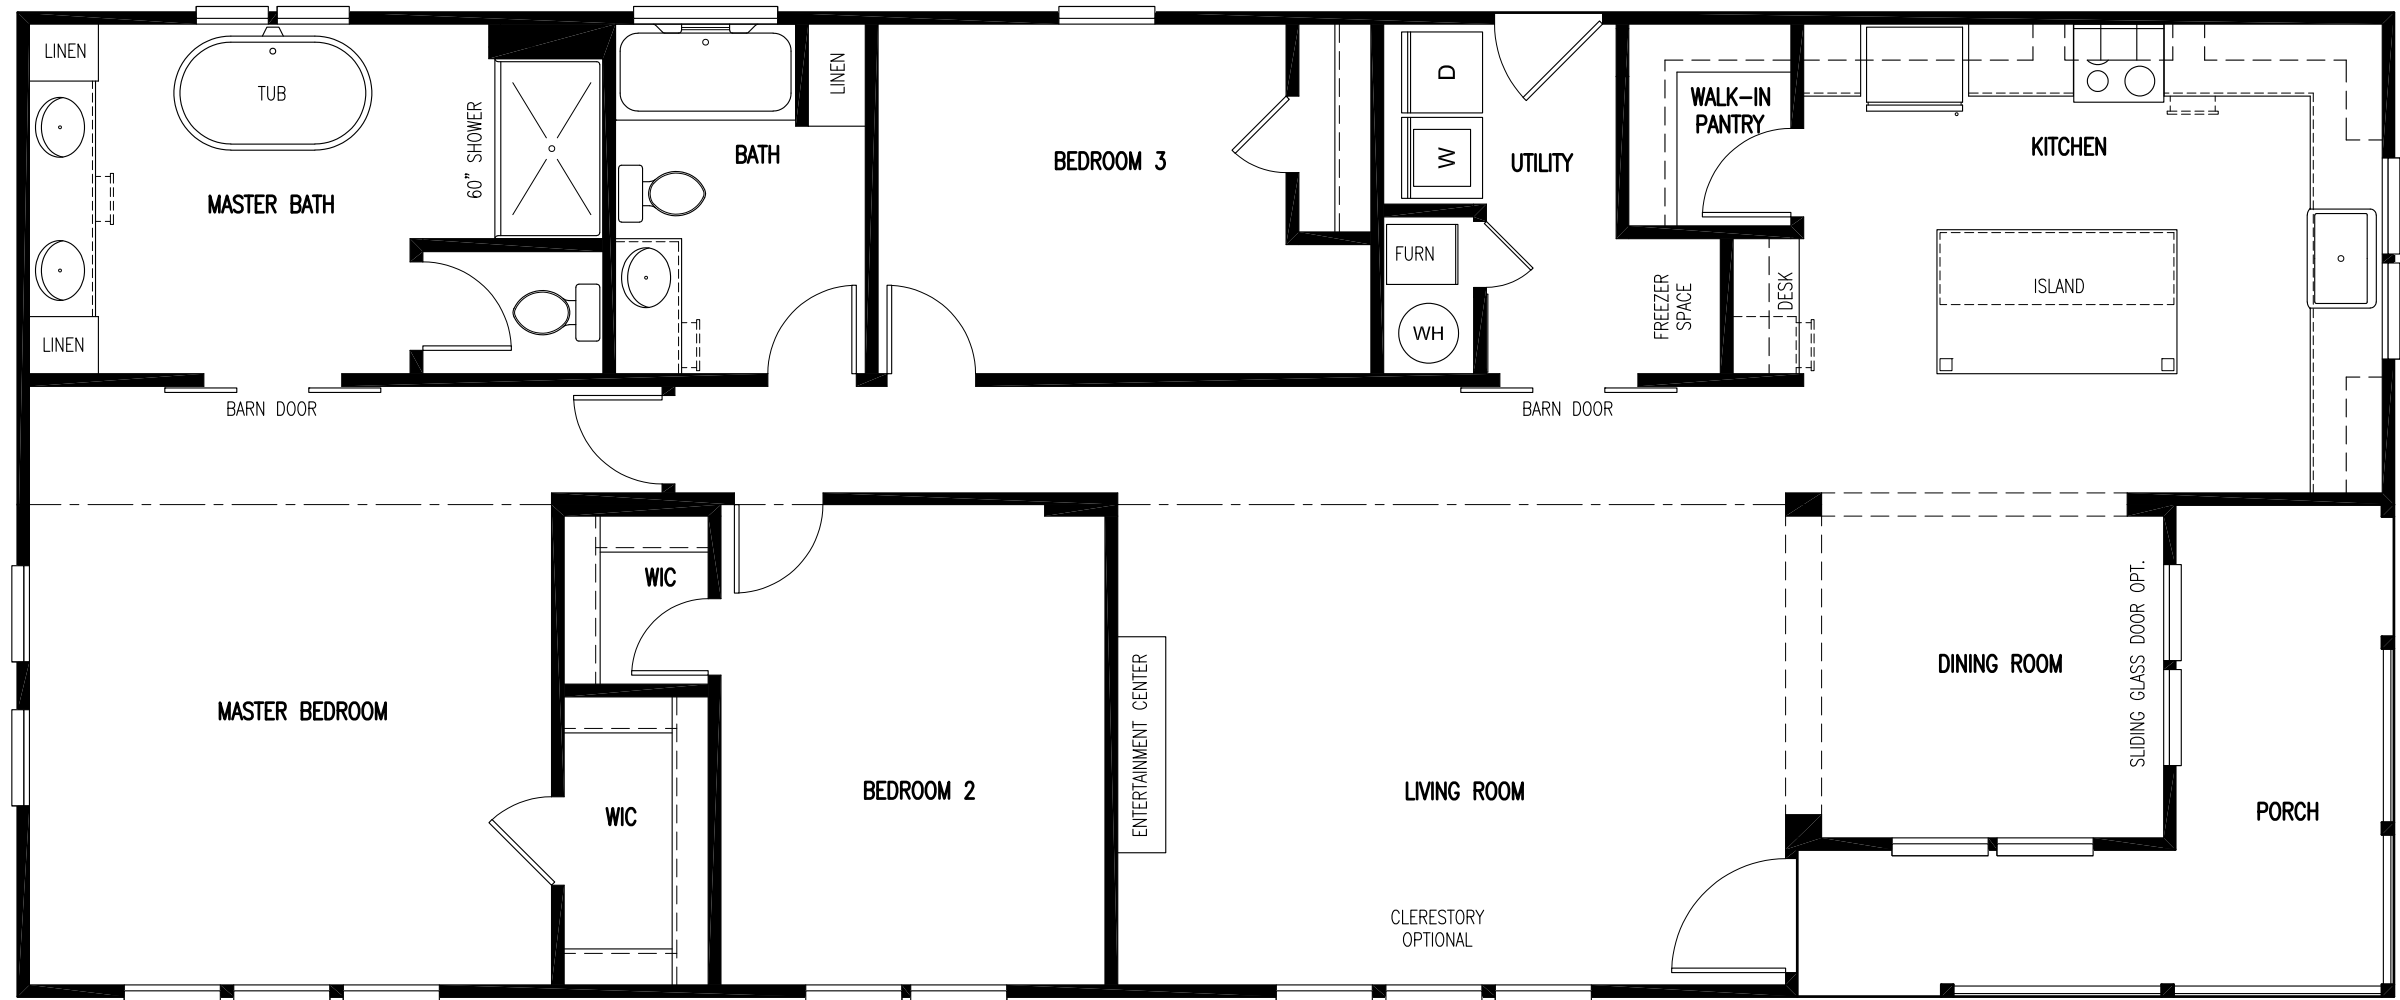 LINEN
TUB
60" SHOWER
MASTER BATH
LINEN
BARN DOOR
LINEN
BATH
BEDROOM 3
D
W
UTILITY
FURN
WH
FREEZER
SPACE
BARN DOOR
WALK-IN
PANTRY
DESK
KITCHEN
ISLAND
MASTER BEDROOM
WIC
WIC
BEDROOM 2
ENTERTAINMENT CENTER
LIVING ROOM
CLERESTORY
OPTIONAL
DINING ROOM
SLIDING GLASS DOOR OPT.
PORCH